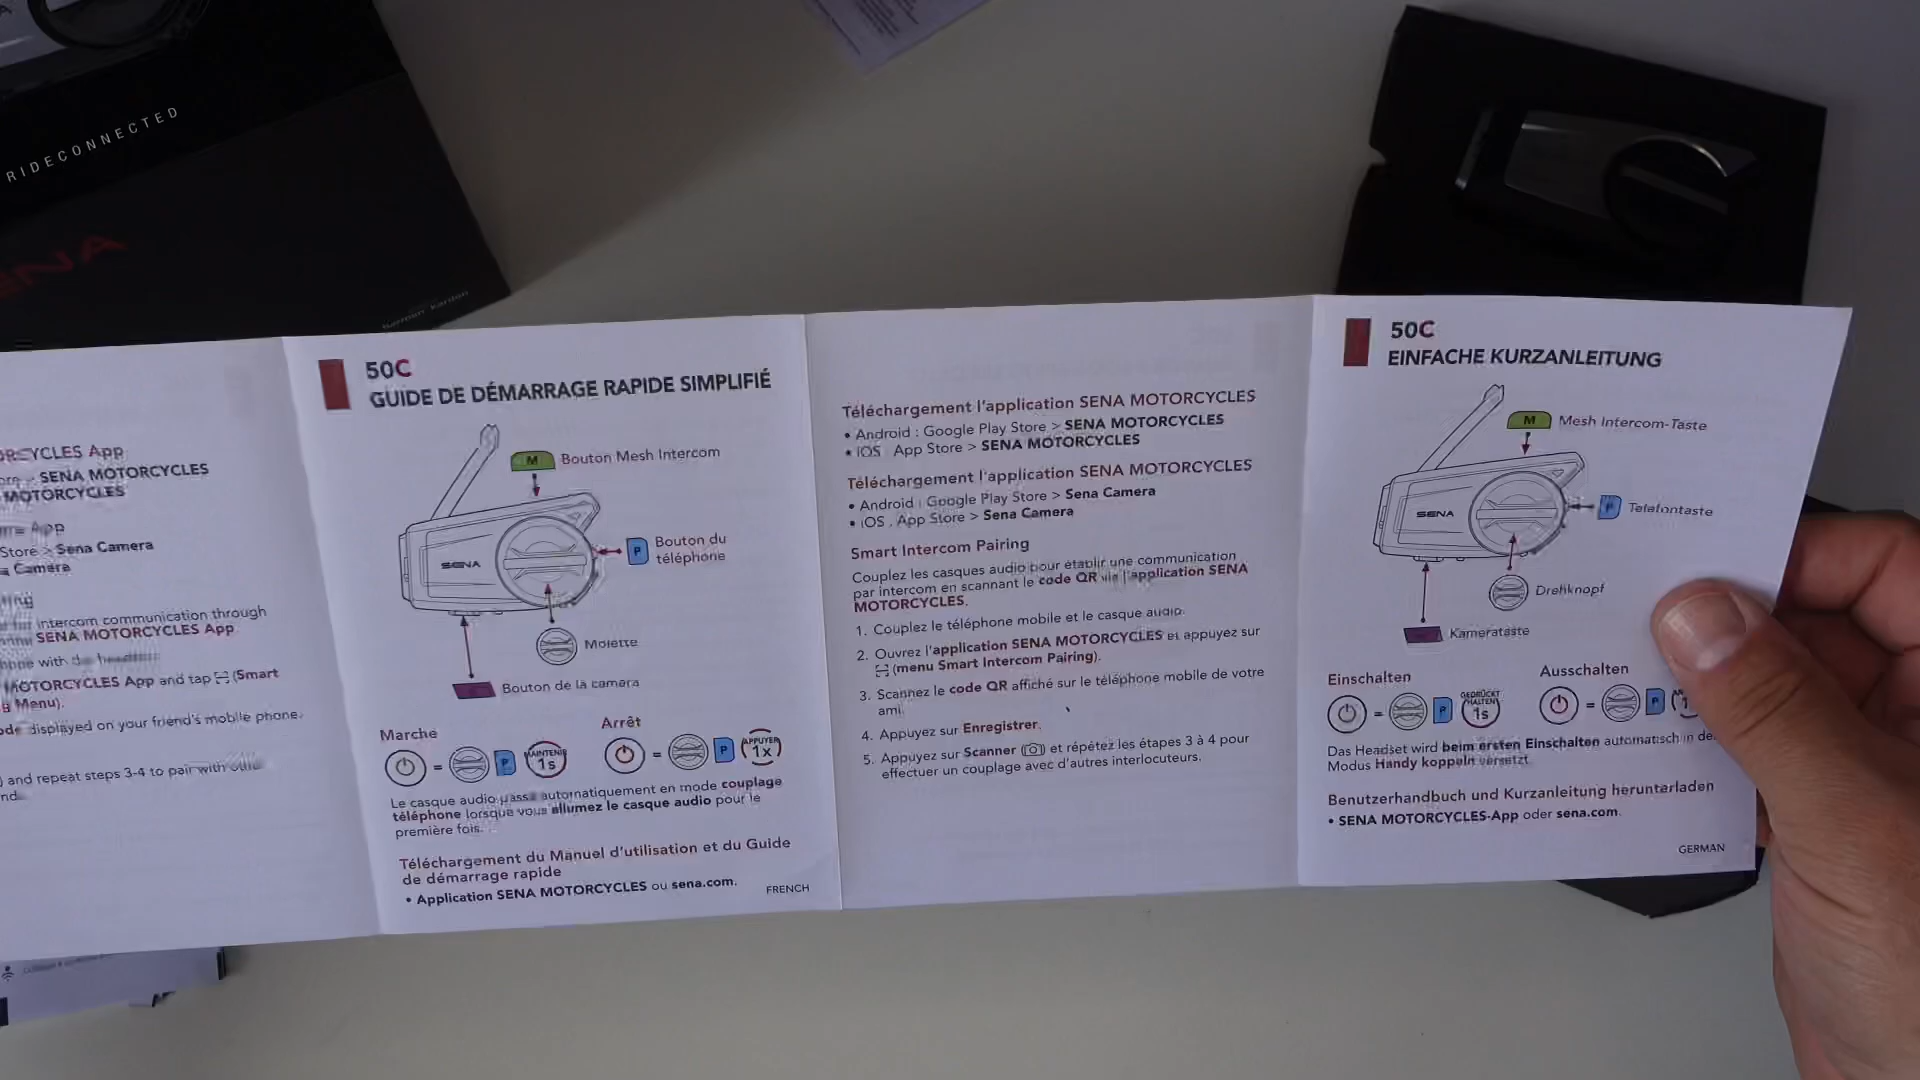 RIDECONNECTED
SENA
harman kardon
MOTORCYCLES App
SENA MOTORCYCLES
MOTORCYCLES
App
Store > Sena Camera
Camera
intercom communication through
SENA MOTORCYCLES App
with
MOTORCYCLES App and tap (Smart
Menu).
displayed on your friend's mobile phone.
) and repeat steps 3-4 to pair with other
50C
GUIDE DE DÉMARRAGE RAPIDE SIMPLIFIÉ
M Bouton Mesh Intercom
P Bouton du
téléphone
SENA
Molette
Bouton de la caméra
Marche
= P MAINTENIR 1s
Arrêt
= P APPUYER 1x
Le casque audio passe automatiquement en mode couplage
téléphone lorsque vous allumez le casque audio pour le
première fois.
Téléchargement du Manuel d'utilisation et du Guide
de démarrage rapide
• Application SENA MOTORCYCLES ou sena.com.
FRENCH
Téléchargement l'application SENA MOTORCYCLES
• Android : Google Play Store > SENA MOTORCYCLES
• iOS : App Store > SENA MOTORCYCLES
Téléchargement l'application SENA MOTORCYCLES
• Android : Google Play Store > Sena Camera
• iOS : App Store > Sena Camera
Smart Intercom Pairing
Couplez les casques audio pour établir une communication
par intercom en scannant le code QR via l'application SENA
MOTORCYCLES.
1. Couplez le téléphone mobile et le casque audio.
2. Ouvrez l'application SENA MOTORCYCLES et appuyez sur
(menu Smart Intercom Pairing).
3. Scannez le code QR affiché sur le téléphone mobile de votre
ami.
4. Appuyez sur Enregistrer.
5. Appuyez sur Scanner ( ) et répétez les étapes 3 à 4 pour
effectuer un couplage avec d'autres interlocuteurs.
50C
EINFACHE KURZANLEITUNG
M Mesh Intercom-Taste
P Telefontaste
SENA
Drehknopf
Kamerataste
Einschalten
= P GEDRÜCKT HALTEN 1s
Ausschalten
= P
Das Headset wird beim ersten Einschalten automatisch in
Modus Handy koppeln versetzt.
Benutzerhandbuch und Kurzanleitung herunterladen
• SENA MOTORCYCLES-App oder sena.com.
GERMAN